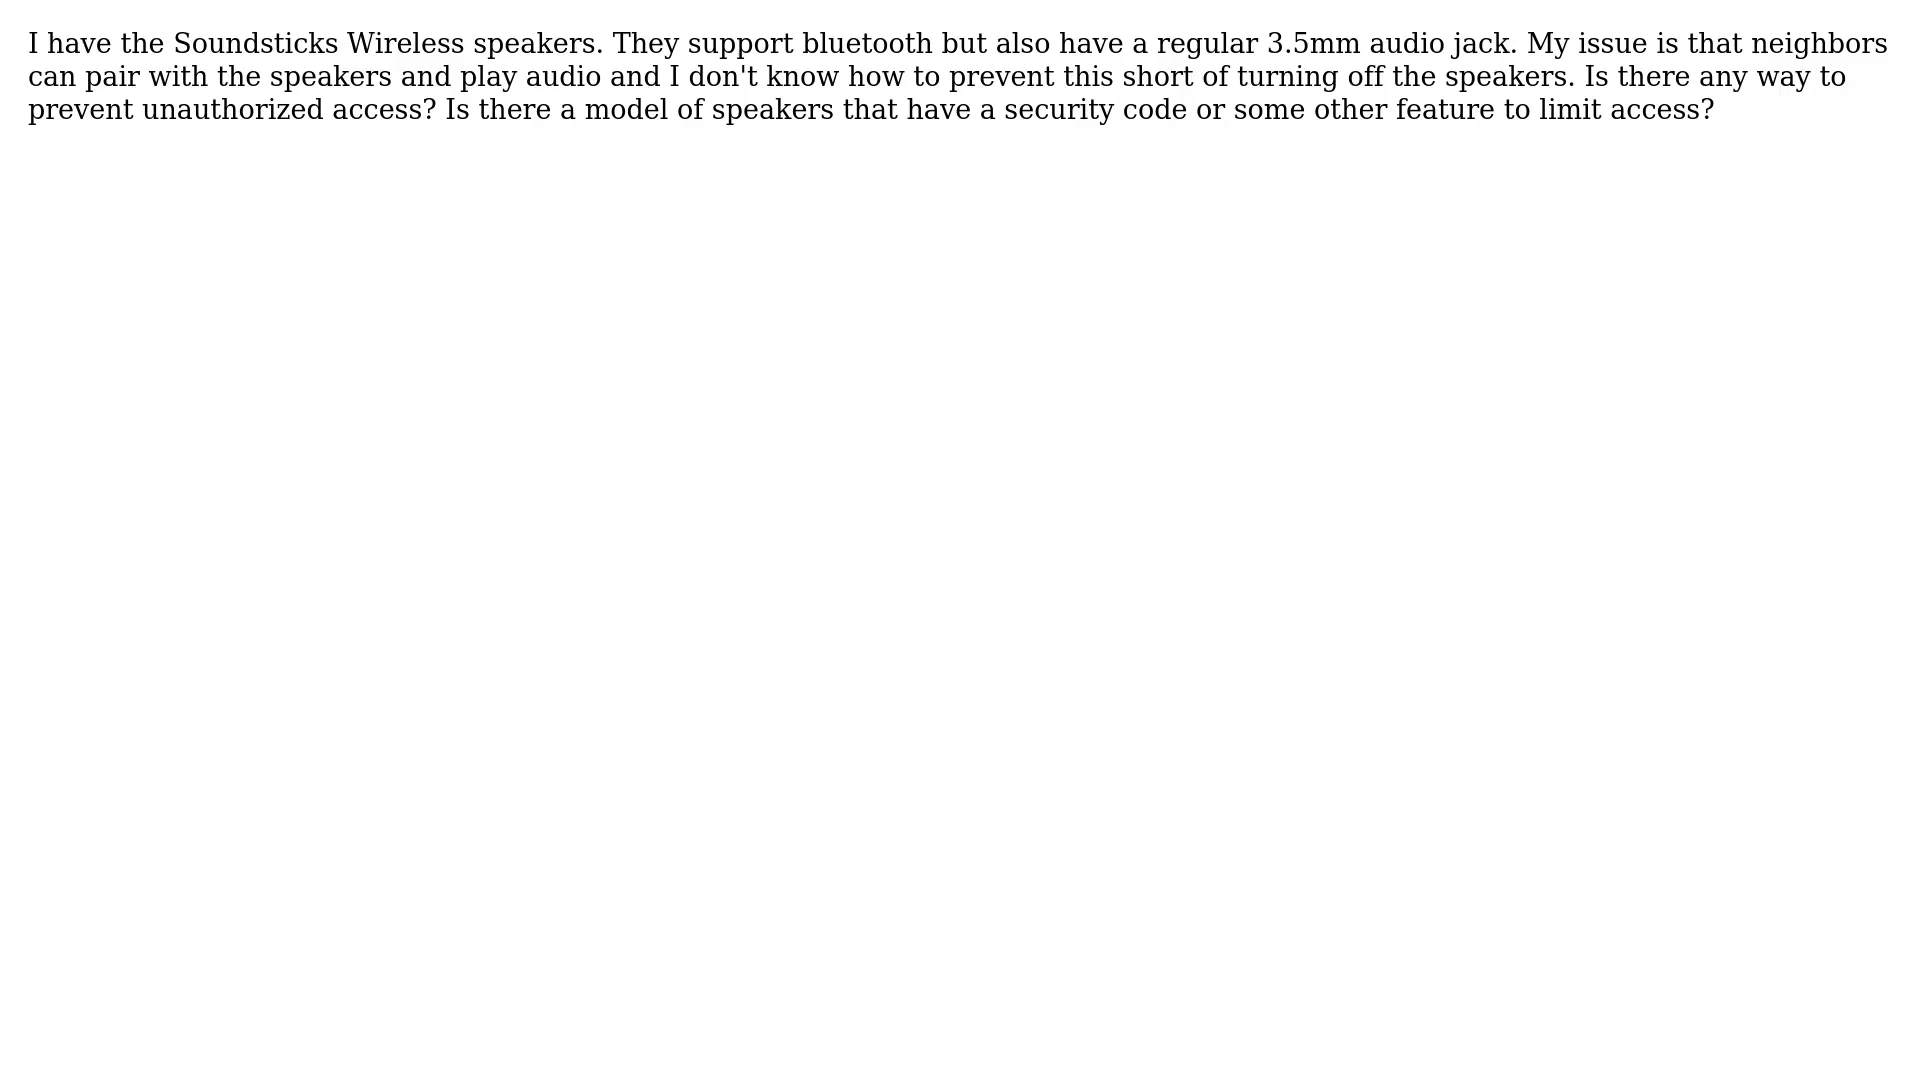 I have the Soundsticks Wireless speakers. They support bluetooth but also have a regular 3.5mm audio jack. My issue is that neighbors
can pair with the speakers and play audio and I don't know how to prevent this short of turning off the speakers. Is there any way to
prevent unauthorized access? Is there a model of speakers that have a security code or some other feature to limit access?